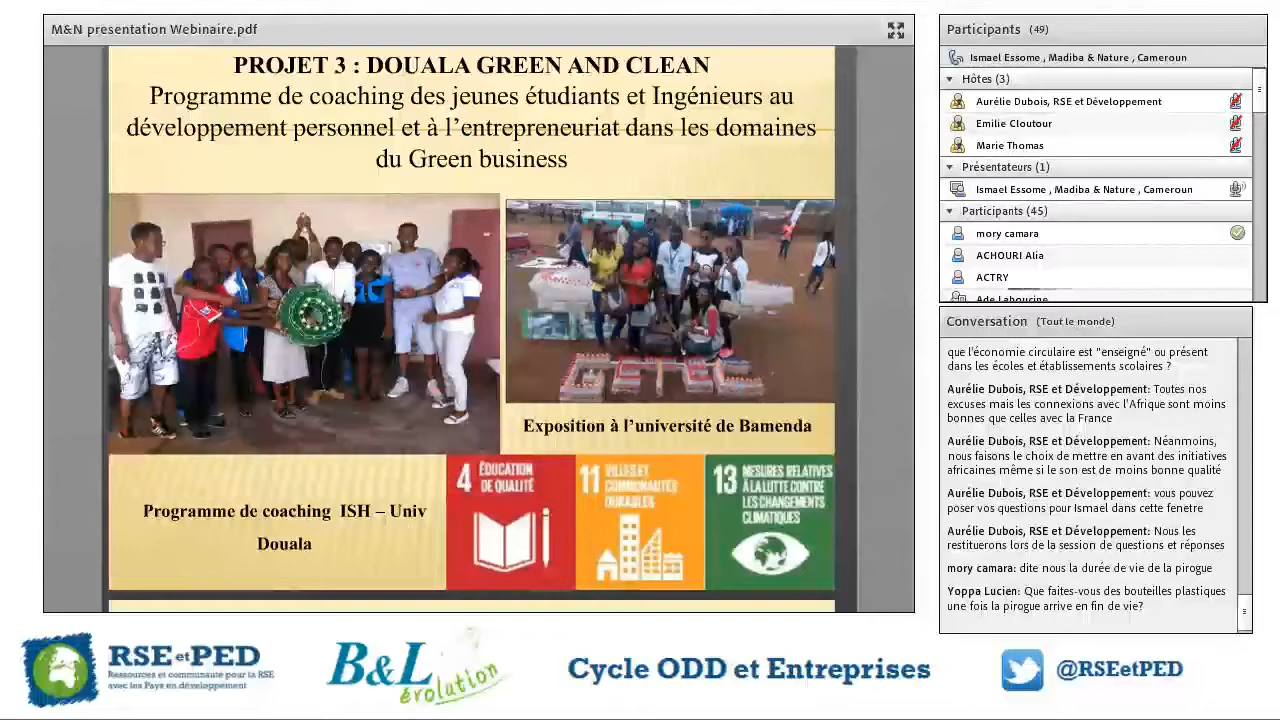 M&N presentation Webinaire.pdf
PROJET 3 : DOUALA GREEN AND CLEAN
Programme de coaching des jeunes étudiants et Ingénieurs au
développement personnel et à l'entrepreneuriat dans les domaines
du Green business
Exposition à l'université de Bamenda
Programme de coaching ISH – Univ
Douala
4 ÉDUCATION
DE QUALITÉ
11 VILLES ET
COMMUNAUTÉS
DURABLES
13 MESURES RELATIVES
À LA LUTTE CONTRE
LES CHANGEMENTS
CLIMATIQUES
Participants (49)
Ismael Essome , Madiba & Nature , Cameroun
Hôtes (3)
Aurélie Dubois, RSE et Développement
Emilie Cloutour
Marie Thomas
Présentateurs (1)
Ismael Essome , Madiba & Nature , Cameroun
Participants (45)
mory camara
ACHOURI Alia
ACTRY
Conversation (Tout le monde)
que l'économie circulaire est "enseigné" ou présent
dans les écoles et établissements scolaires ?
Aurélie Dubois, RSE et Développement: Toutes nos
excuses mais les connexions avec l'Afrique sont moins
bonnes que celles avec la France
Aurélie Dubois, RSE et Développement: Néanmoins,
nous faisons le choix de mettre en avant des initiatives
africaines même si le son est de moins bonne qualité
Aurélie Dubois, RSE et Développement: vous pouvez
poser vos questions pour Ismael dans cette fenêtre
Aurélie Dubois, RSE et Développement: Nous les
restituerons lors de la session de questions et réponses
mory camara: dite nous la durée de vie de la pirogue
Yoppa Lucien: Que faites-vous des bouteilles plastiques
une fois la pirogue arrive en fin de vie?
RSE et PED
Ressources et communauté pour la RSE
avec les Pays en développement
B&L
évolution
Cycle ODD et Entreprises
@RSEetPED